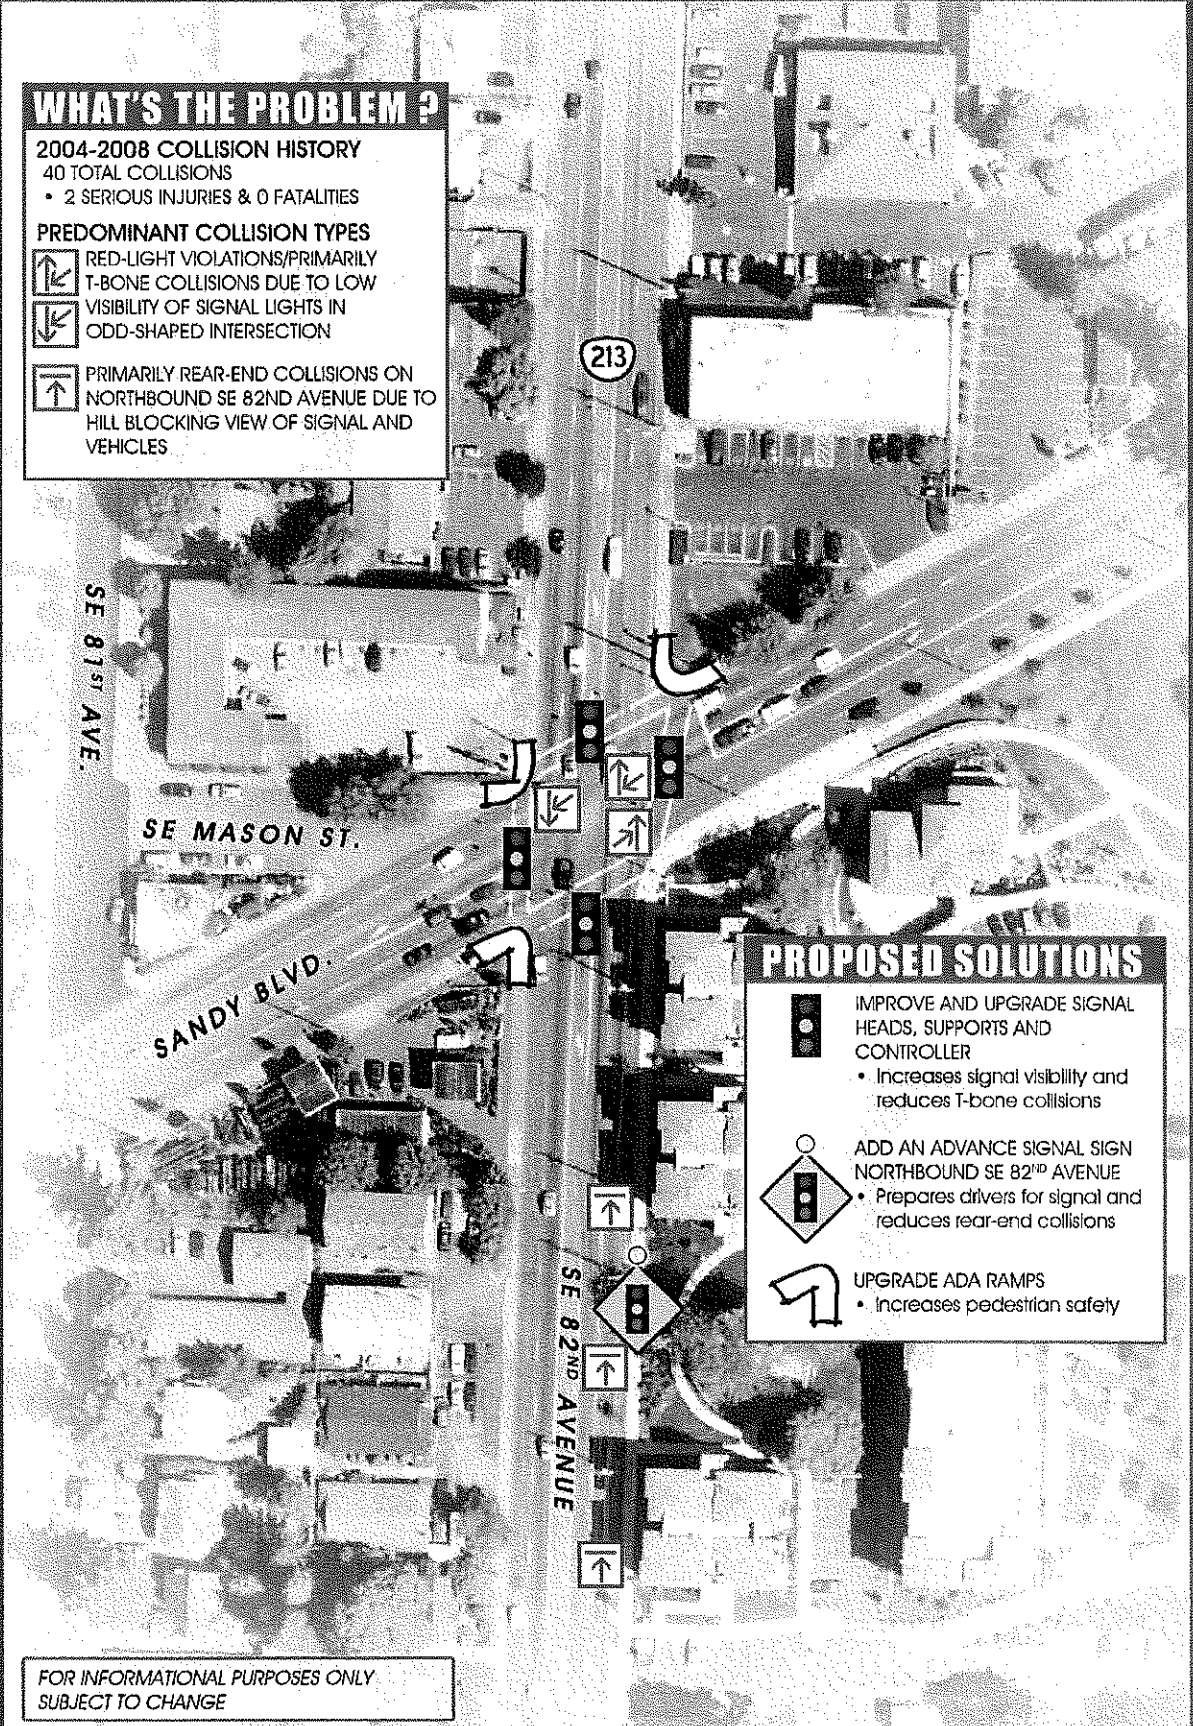 WHAT'S THE PROBLEM ?
2004-2008 COLLISION HISTORY
40 TOTAL COLLISIONS
• 2 SERIOUS INJURIES & 0 FATALITIES
PREDOMINANT COLLISION TYPES
RED-LIGHT VIOLATIONS/PRIMARILY
T-BONE COLLISIONS DUE TO LOW
VISIBILITY OF SIGNAL LIGHTS IN
ODD-SHAPED INTERSECTION
PRIMARILY REAR-END COLLISIONS ON
NORTHBOUND SE 82ND AVENUE DUE TO
HILL BLOCKING VIEW OF SIGNAL AND
VEHICLES
213
SE 81ST AVE.
SE MASON ST.
SANDY BLVD.
SE 82ND AVENUE
PROPOSED SOLUTIONS
IMPROVE AND UPGRADE SIGNAL
HEADS, SUPPORTS AND
CONTROLLER
• Increases signal visibility and
reduces T-bone collisions
ADD AN ADVANCE SIGNAL SIGN
NORTHBOUND SE 82ND AVENUE
• Prepares drivers for signal and
reduces rear-end collisions
UPGRADE ADA RAMPS
• Increases pedestrian safety
FOR INFORMATIONAL PURPOSES ONLY
SUBJECT TO CHANGE